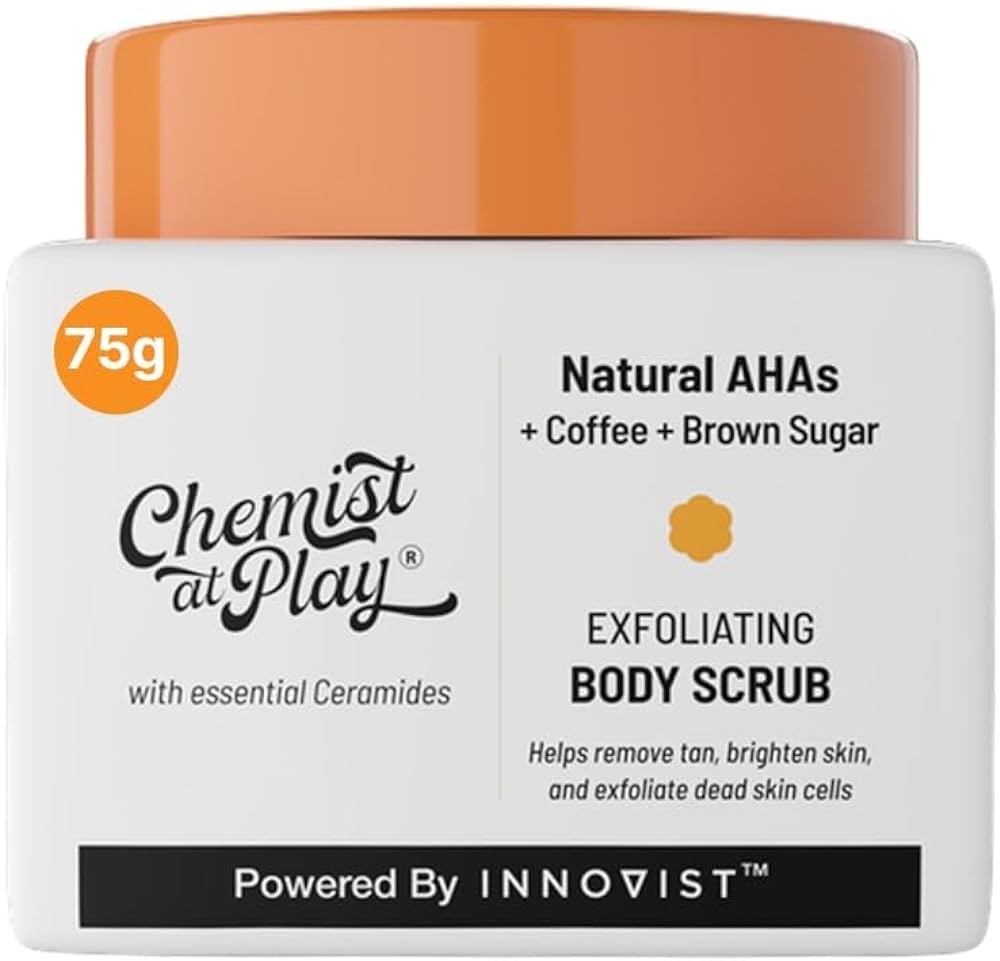 75g
Chemist
at Play®
with essential Ceramides
Natural AHAs
+ Coffee + Brown Sugar
EXFOLIATING
BODY SCRUB
Helps remove tan, brighten skin,
and exfoliate dead skin cells
Powered By INNOVIST™